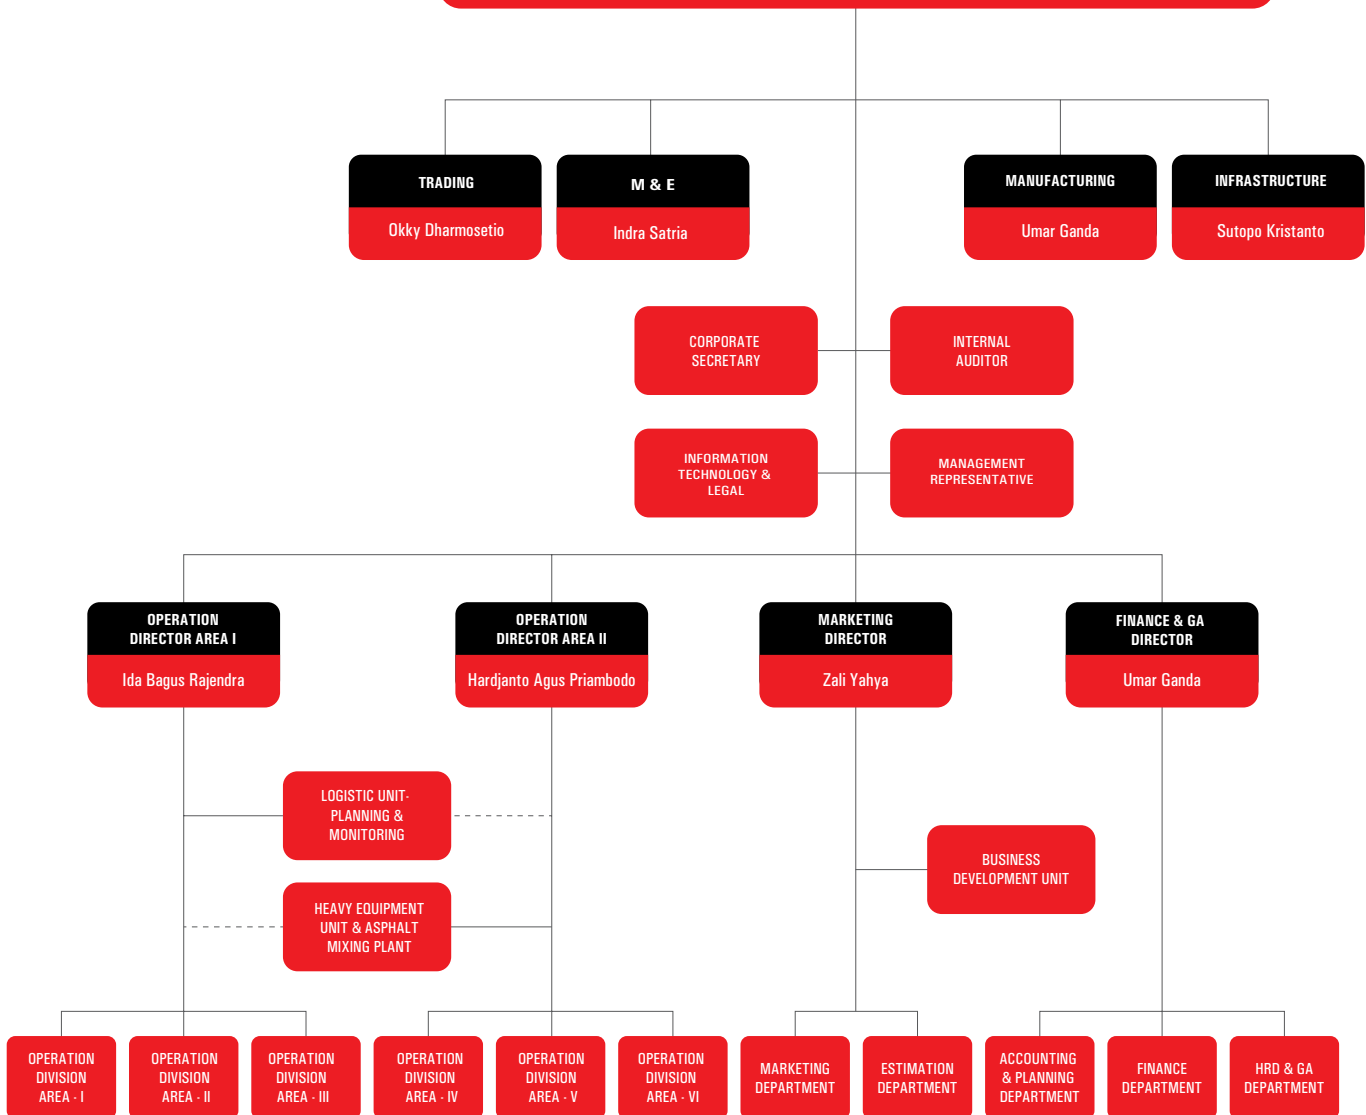 TRADING
Okky Dharmosetio
M & E
Indra Satria
MANUFACTURING
Umar Ganda
INFRASTRUCTURE
Sutopo Kristanto
CORPORATE
SECRETARY
INTERNAL
AUDITOR
INFORMATION
TECHNOLOGY &
LEGAL
MANAGEMENT
REPRESENTATIVE
OPERATION
DIRECTOR AREA I
Ida Bagus Rajendra
OPERATION
DIRECTOR AREA II
Hardjanto Agus Priambodo
MARKETING
DIRECTOR
Zali Yahya
FINANCE & GA
DIRECTOR
Umar Ganda
LOGISTIC UNIT-
PLANNING &
MONITORING
BUSINESS
DEVELOPMENT UNIT
HEAVY EQUIPMENT
UNIT & ASPHALT
MIXING PLANT
OPERATION
DIVISION
AREA - I
OPERATION
DIVISION
AREA - II
OPERATION
DIVISION
AREA - III
OPERATION
DIVISION
AREA - IV
OPERATION
DIVISION
AREA - V
OPERATION
DIVISION
AREA - VI
MARKETING
DEPARTMENT
ESTIMATION
DEPARTMENT
ACCOUNTING
& PLANNING
DEPARTMENT
FINANCE
DEPARTMENT
HRD & GA
DEPARTMENT